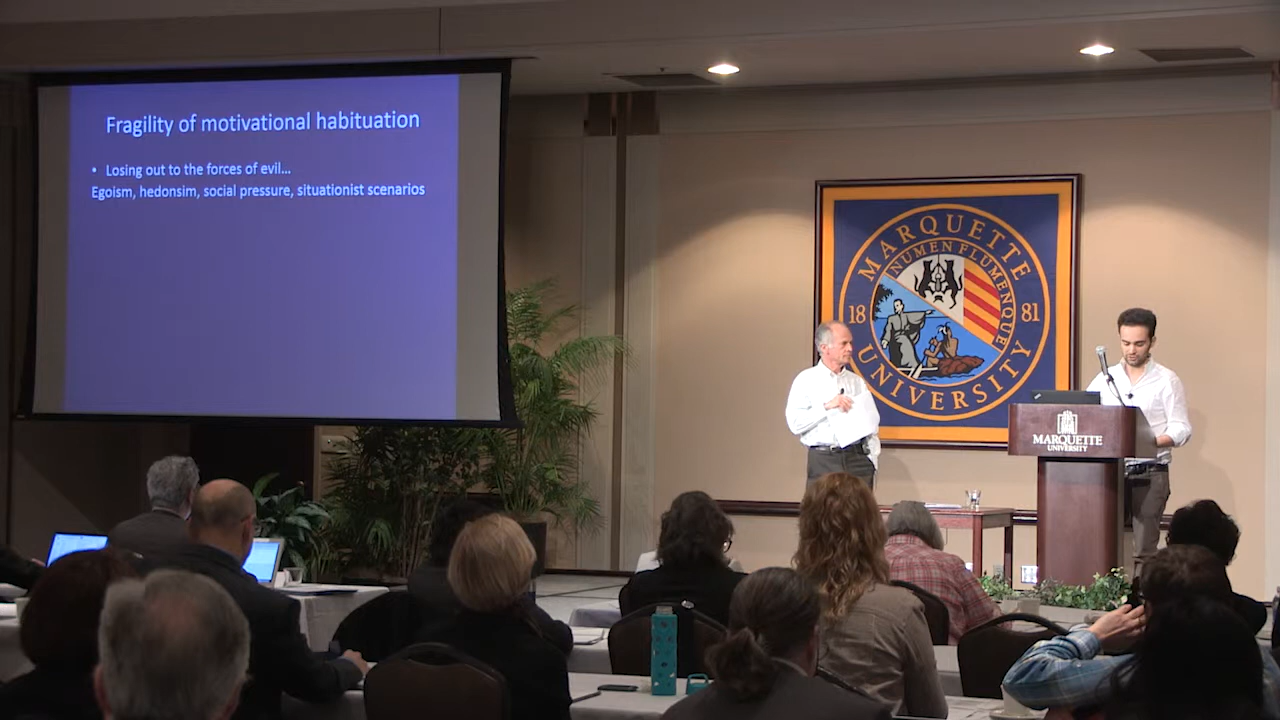 Fragility of motivational habituation
• Losing out to the forces of evil...
Egoism, hedonsim, social pressure, situationist scenarios
MARQUETTE
NUMEN FLUMENQUE
18 81
UNIVERSITY
MARQUETTE
UNIVERSITY